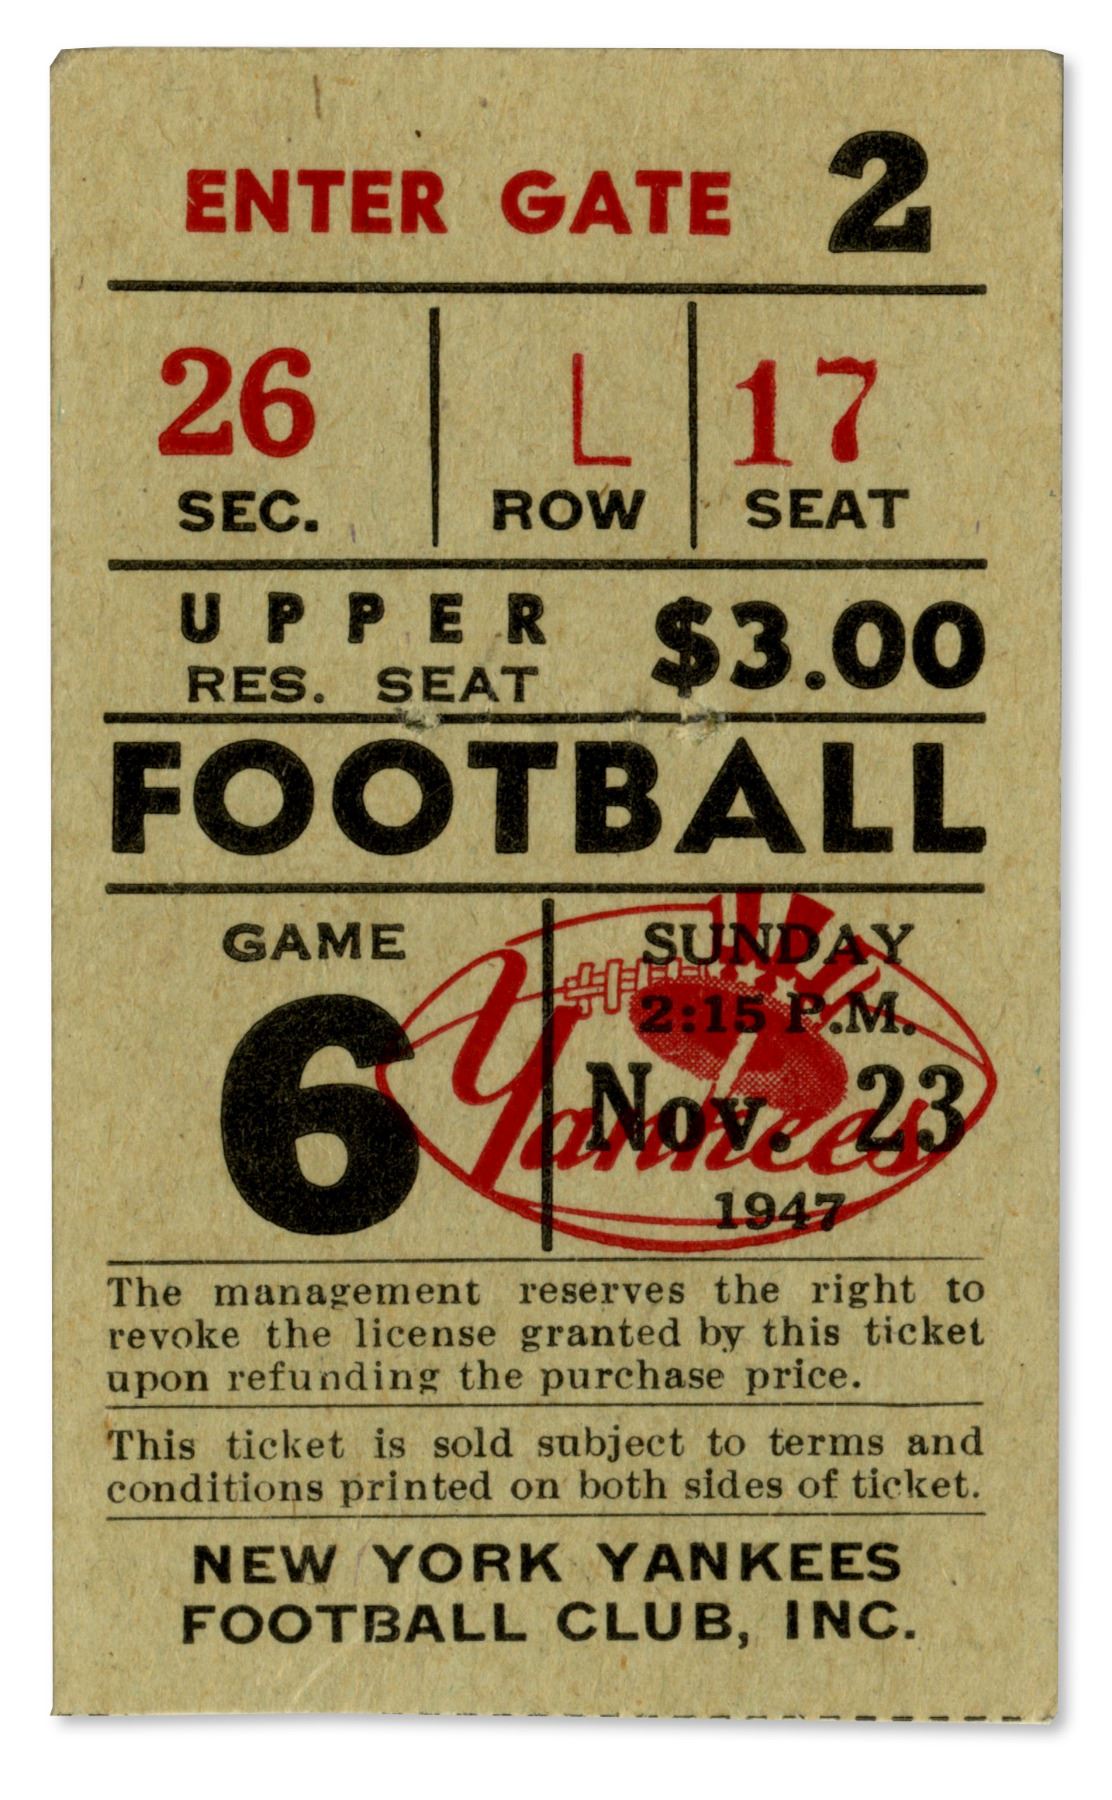 ENTER GATE 2
26 L 17
SEC. ROW SEAT
UPPER $3.00
RES. SEAT
FOOTBALL
GAME SUNDAY
2:15 P.M.
6 Nov. 23
Yankees
1947
The management reserves the right to
revoke the license granted by this ticket
upon refunding the purchase price.
This ticket is sold subject to terms and
conditions printed on both sides of ticket.
NEW YORK YANKEES
FOOTBALL CLUB, INC.